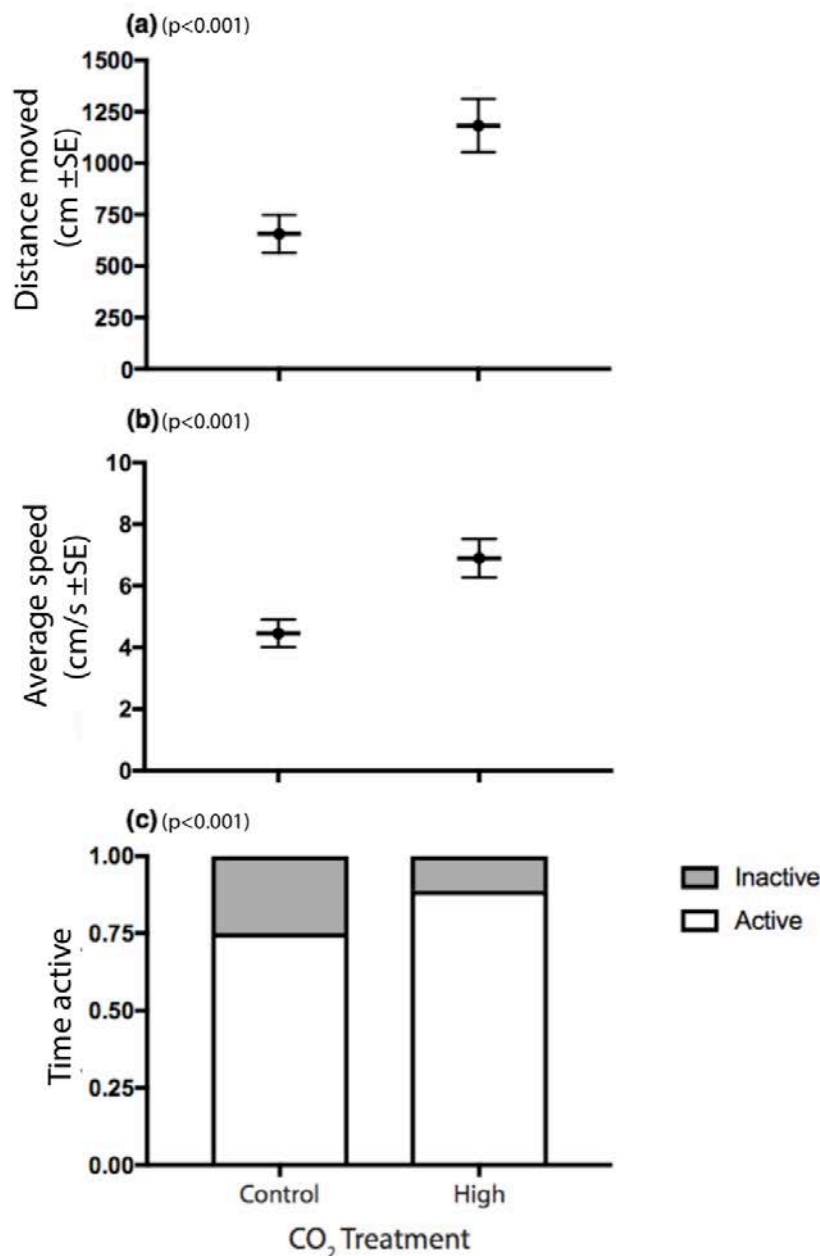 (a) (p<0.001)
Distance moved
(cm ±SE)
1500
1250
1000
750
500
250
0
(b) (p<0.001)
Average speed
(cm/s ±SE)
10
8
6
4
2
0
(c) (p<0.001)
Time active
1.00
0.75
0.50
0.25
0.00
Inactive
Active
Control High
CO₂ Treatment